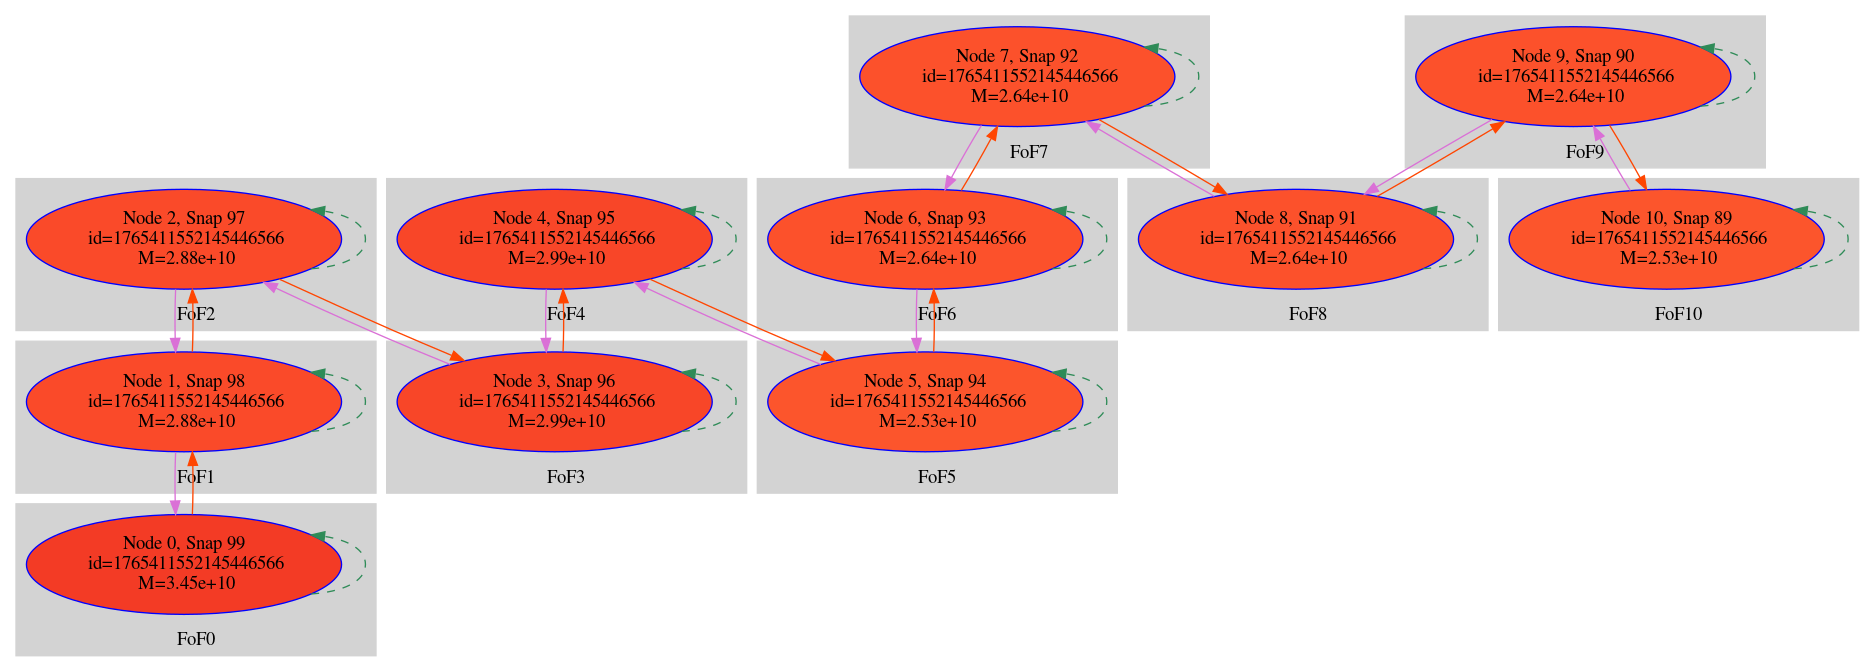 Node 7, Snap 92
id=1765411552145446566
M=2.64e+10
FoF7
Node 9, Snap 90
id=1765411552145446566
M=2.64e+10
FoF9
Node 2, Snap 97
id=1765411552145446566
M=2.88e+10
FoF2
Node 4, Snap 95
id=1765411552145446566
M=2.99e+10
FoF4
Node 6, Snap 93
id=1765411552145446566
M=2.64e+10
FoF6
Node 8, Snap 91
id=1765411552145446566
M=2.64e+10
FoF8
Node 10, Snap 89
id=1765411552145446566
M=2.53e+10
FoF10
Node 1, Snap 98
id=1765411552145446566
M=2.88e+10
FoF1
Node 3, Snap 96
id=1765411552145446566
M=2.99e+10
FoF3
Node 5, Snap 94
id=1765411552145446566
M=2.53e+10
FoF5
Node 0, Snap 99
id=1765411552145446566
M=3.45e+10
FoF0